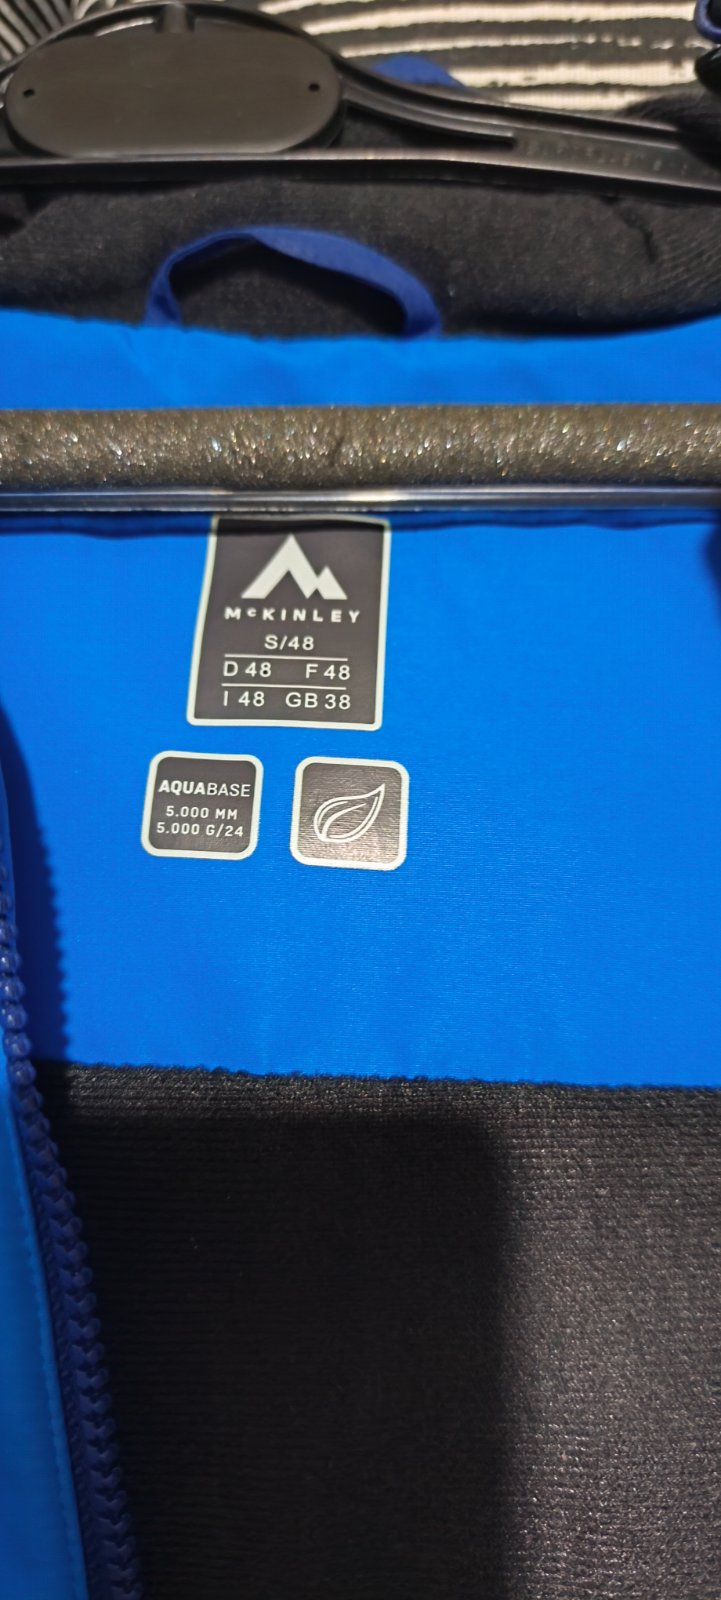 McKINLEY
S/48
D 48 F 48
I 48 GB 38
AQUABASE
5.000 MM
5.000 G/24